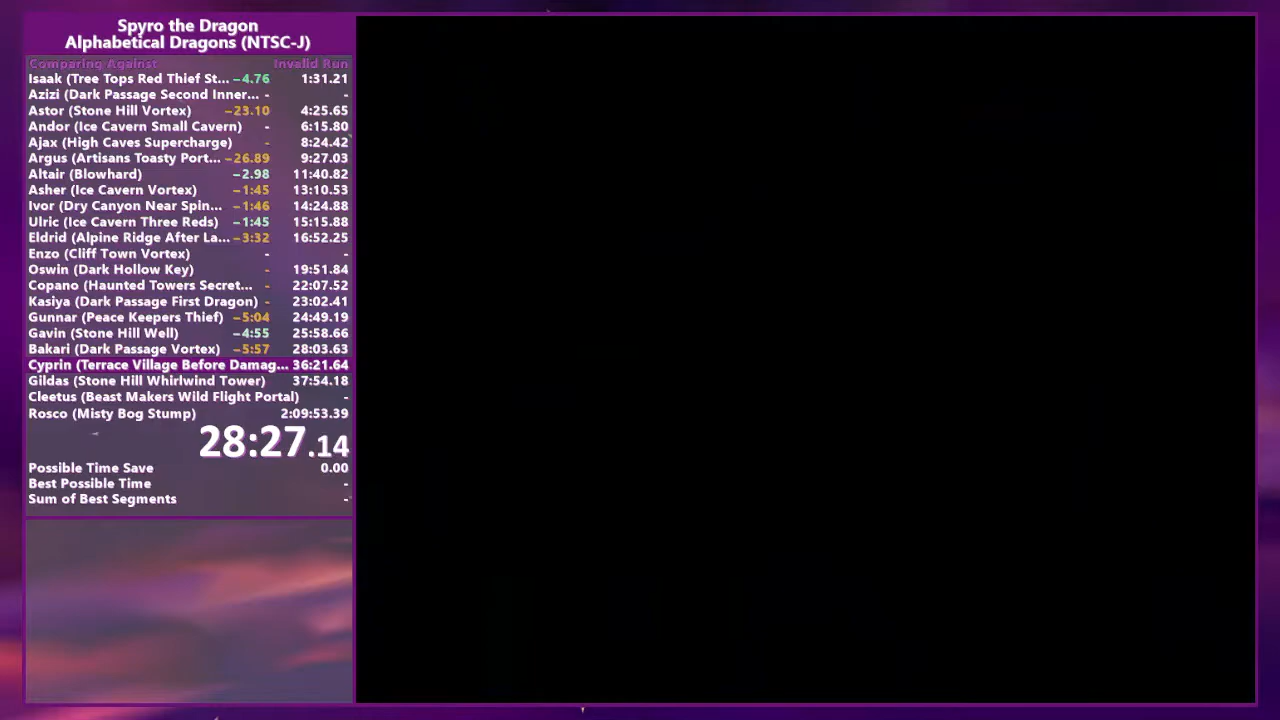 Spyro the Dragon
Alphabetical Dragons (NTSC-J)
Comparing Against Invalid Run
Isaak (Tree Tops Red Thief St... −4.76 1:31.21
Azizi (Dark Passage Second Inner... - -
Astor (Stone Hill Vortex) −23.10 4:25.65
Andor (Ice Cavern Small Cavern) - 6:15.80
Ajax (High Caves Supercharge) - 8:24.42
Argus (Artisans Toasty Port... −26.89 9:27.03
Altair (Blowhard) −2.98 11:40.82
Asher (Ice Cavern Vortex) −1:45 13:10.53
Ivor (Dry Canyon Near Spin... −1:46 14:24.88
Ulric (Ice Cavern Three Reds) −1:45 15:15.88
Eldrid (Alpine Ridge After La... −3:32 16:52.25
Enzo (Cliff Town Vortex) - -
Oswin (Dark Hollow Key) - 19:51.84
Copano (Haunted Towers Secret... - 22:07.52
Kasiya (Dark Passage First Dragon) - 23:02.41
Gunnar (Peace Keepers Thief) −5:04 24:49.19
Gavin (Stone Hill Well) −4:55 25:58.66
Bakari (Dark Passage Vortex) −5:57 28:03.63
Cyprin (Terrace Village Before Damag... 36:21.64
Gildas (Stone Hill Whirlwind Tower) 37:54.18
Cleetus (Beast Makers Wild Flight Portal) -
Rosco (Misty Bog Stump) 2:09:53.39
28:27.14
Possible Time Save 0.00
Best Possible Time -
Sum of Best Segments -